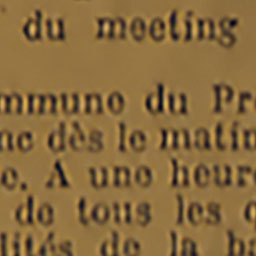 du meeting
mmune du Pr
ne dès le matin
e. A une heure
de tous les
lités de la